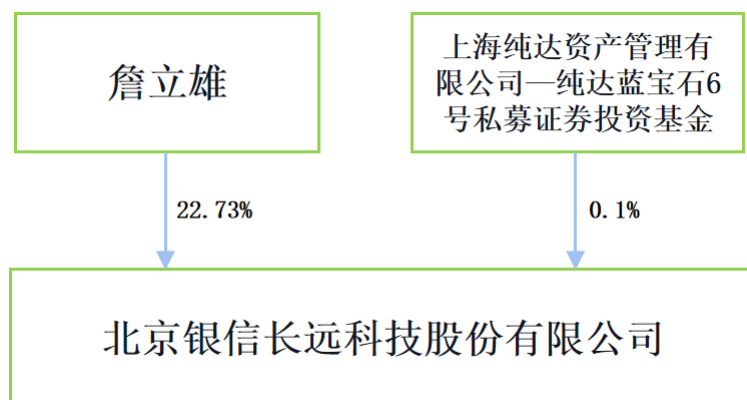 詹立雄
上海纯达资产管理有
限公司—纯达蓝宝石6
号私募证券投资基金
22.73%
0.1%
北京银信长远科技股份有限公司